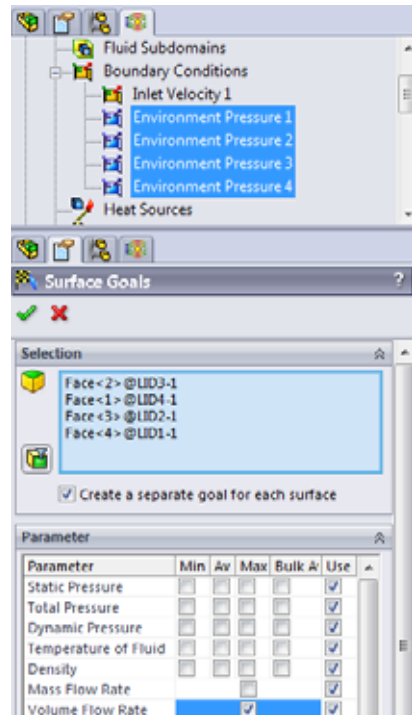 Fluid Subdomains
Boundary Conditions
Inlet Velocity 1
Environment Pressure 1
Environment Pressure 2
Environment Pressure 3
Environment Pressure 4
Heat Sources
Surface Goals ?
Selection
Face<2>@LID3-1
Face<1>@LID4-1
Face<3>@LID2-1
Face<4>@LID1-1
Create a separate goal for each surface
Parameter
Parameter Min Av Max Bulk Av Use
Static Pressure
Total Pressure
Dynamic Pressure
Temperature of Fluid
Density
Mass Flow Rate
Volume Flow Rate